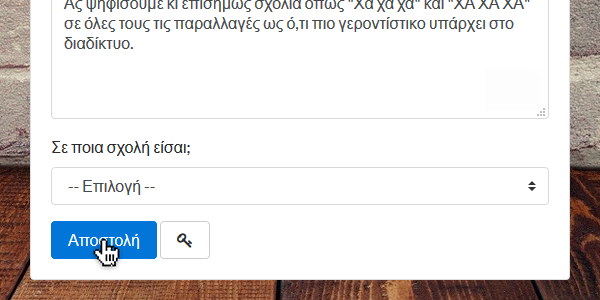 Ας ψηφίσουμε κι επισήμως σχόλια όπως "Χα χα χα" και "ΧΑ ΧΑ ΧΑ"
σε όλες τους τις παραλλαγές ως ό,τι πιο γεροντίστικο υπάρχει στο
διαδίκτυο.
Σε ποια σχολή είσαι;
-- Επιλογή --
Αποστολή